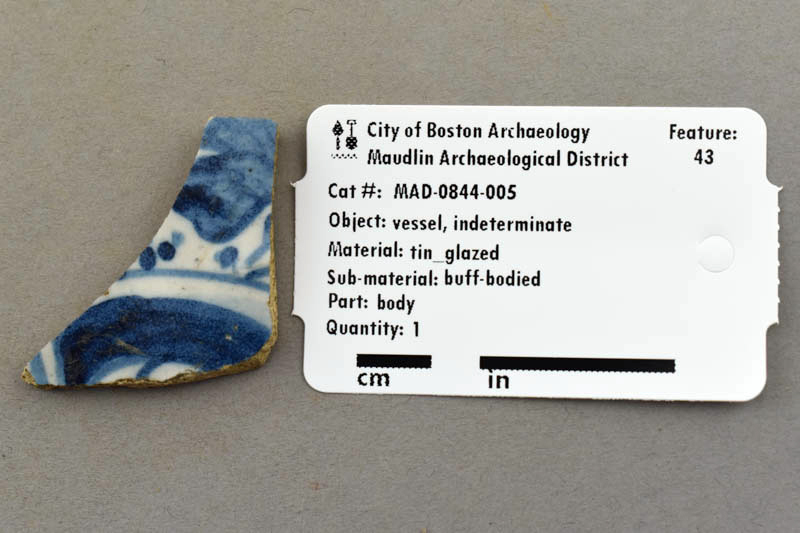 City of Boston Archaeology
Maudlin Archaeological District
Feature:
43
Cat #: MAD-0844-005
Object: vessel, indeterminate
Material: tin_glazed
Sub-material: buff-bodied
Part: body
Quantity: 1
cm
in